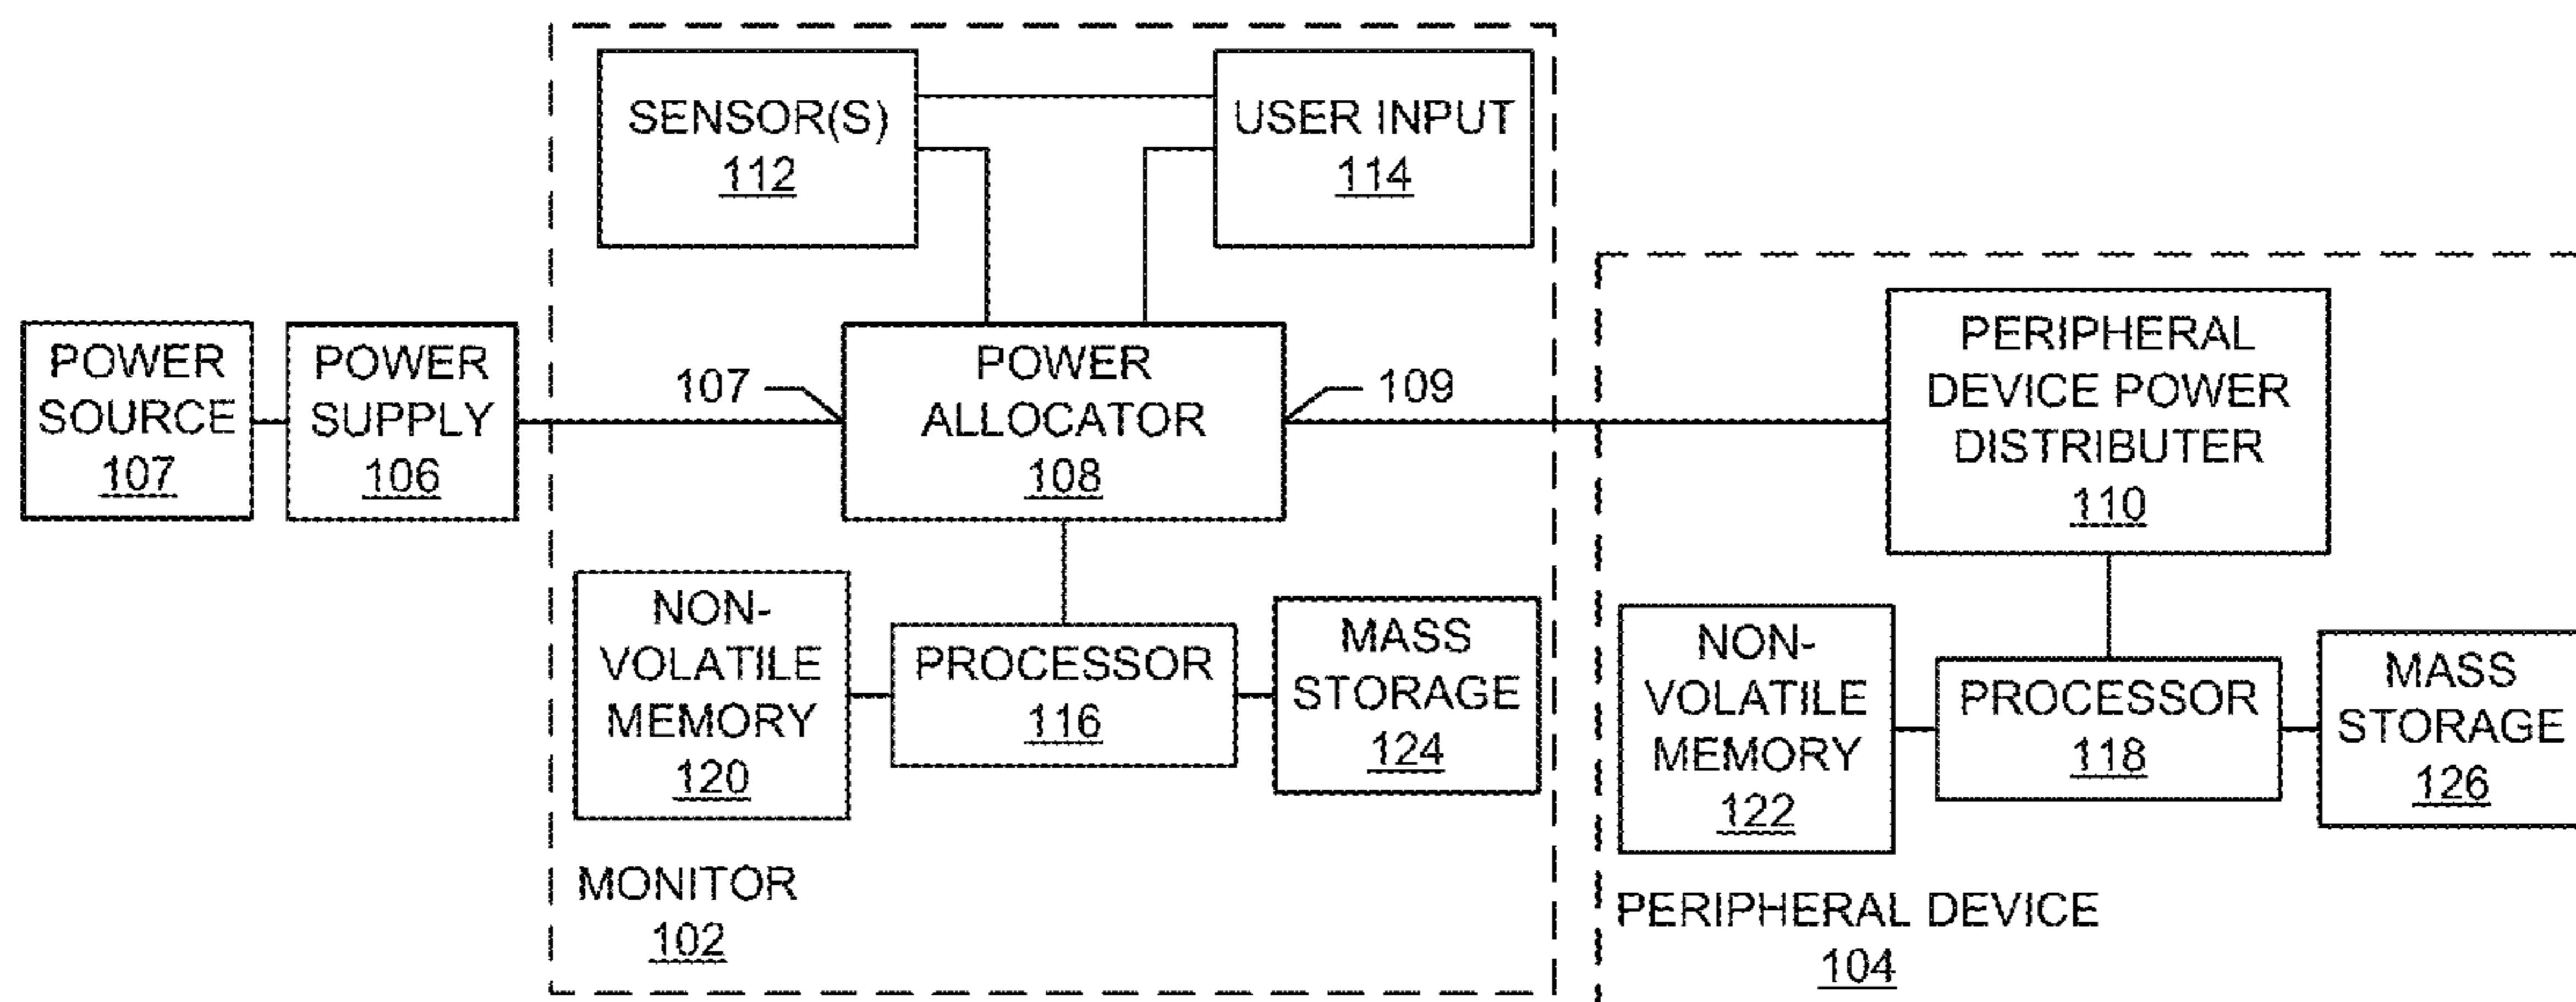 SENSOR(S)
112
USER INPUT
114
POWER
SOURCE
107
POWER
SUPPLY
106
107
POWER
ALLOCATOR
108
109
PERIPHERAL
DEVICE POWER
DISTRIBUTER
110
NON-
VOLATILE
MEMORY
120
PROCESSOR
116
MASS
STORAGE
124
MONITOR
102
NON-
VOLATILE
MEMORY
122
PROCESSOR
118
MASS
STORAGE
126
PERIPHERAL DEVICE
104